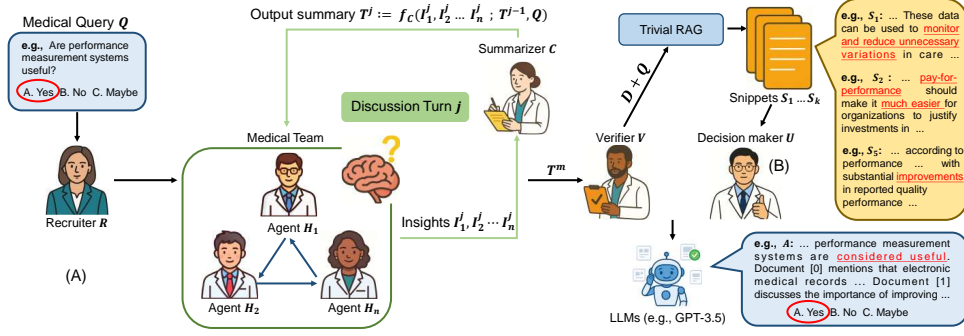 Medical Query Q
e.g., Are performance
measurement systems
useful?
A. Yes B. No C. Maybe
Recruiter R
(A)
Output summary T^j := f_C(I_1^j, I_2^j ... I_n^j ; T^{j-1}, Q)
Summarizer C
Discussion Turn j
Medical Team
Agent H_1
Agent H_2
Agent H_n
Insights I_1^j, I_2^j ⋯ I_n^j
T^m
Trivial RAG
D + Q
Snippets S_1 ... S_k
Verifier V
Decision maker U
(B)
e.g., S_1: ... These data
can be used to monitor
and reduce unnecessary
variations in care ...
e.g., S_2 : ... pay-for-
performance should
make it much easier for
organizations to justify
investments in ...
e.g., S_5: ... according to
performance ... with
substantial improvements
in reported quality
performance ...
LLMs (e.g., GPT-3.5)
e.g., A: ... performance measurement
systems are considered useful.
Document [0] mentions that electronic
medical records ... Document [1]
discusses the importance of improving ...
A. Yes B. No C. Maybe